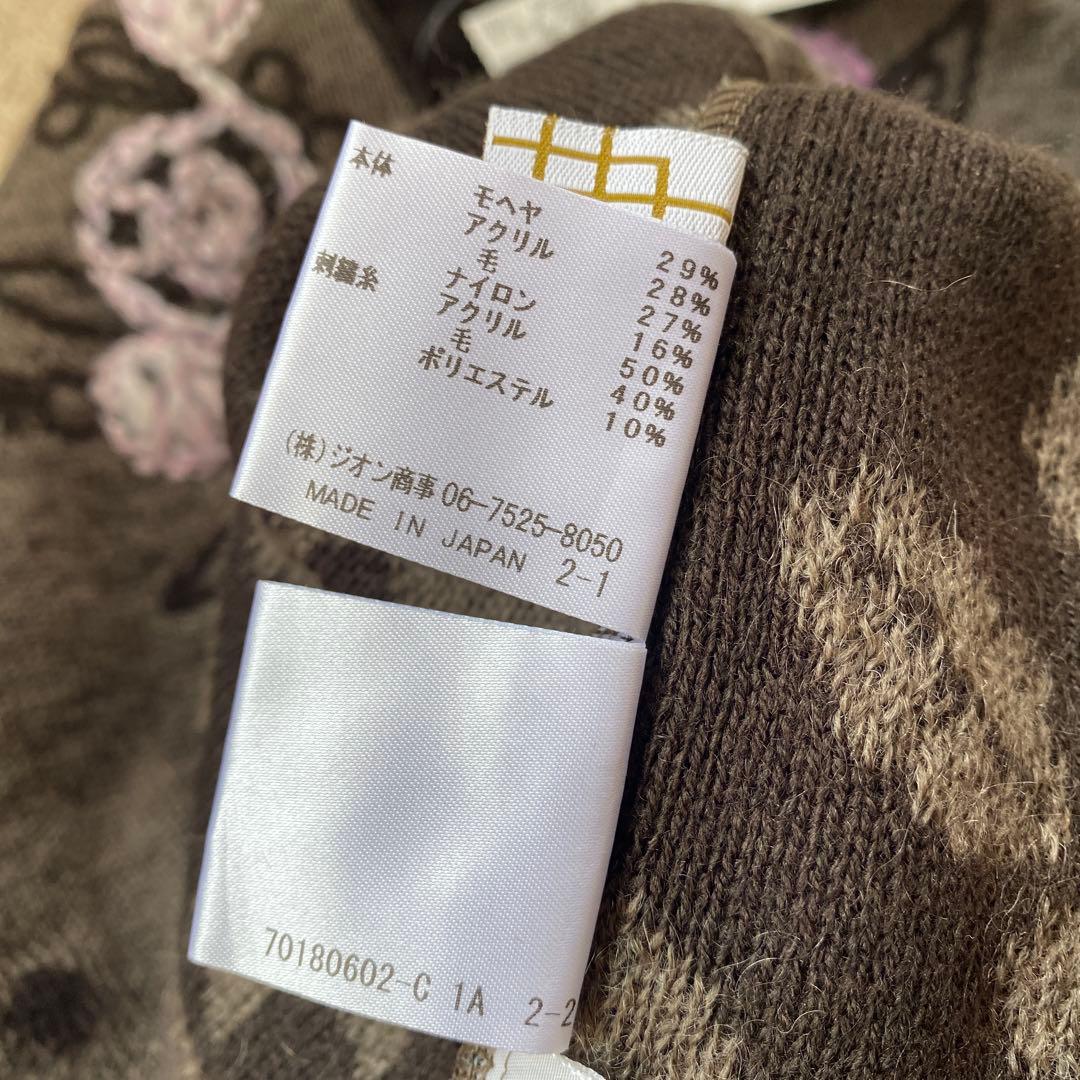 本体
モヘヤ 29%
アクリル 28%
毛 27%
ナイロン 16%
刺繍糸
アクリル 50%
毛 40%
ポリエステル 10%
(株)ジオン商事 06-7525-8050
MADE IN JAPAN 2-1
70180602-C 1A 2-2